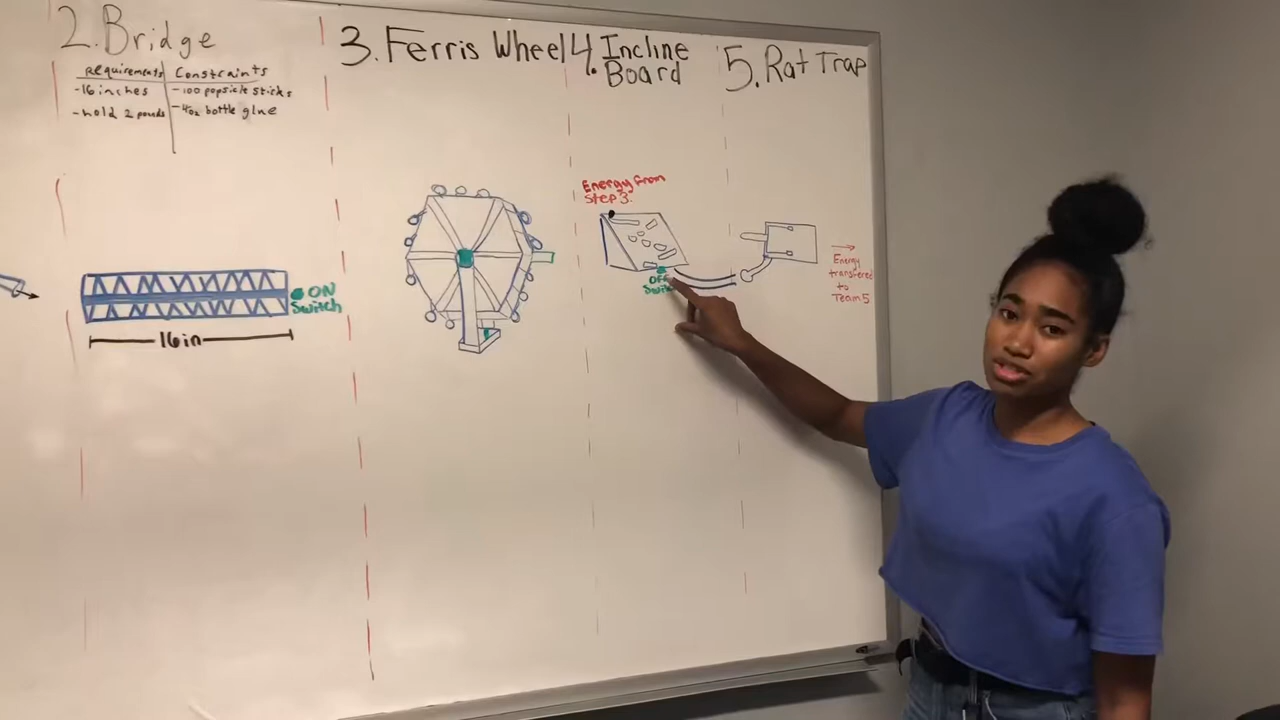 2. Bridge
Requirements
Constraints
-16 inches
-100 popsicle sticks
-hold 2 pounds
-4oz bottle glue
ON
Switch
16in
3. Ferris Wheel
4. Incline
Board
Energy from
Step 3.
OFF
Switch
5. Rat Trap
Energy
transfered
to
Team 5